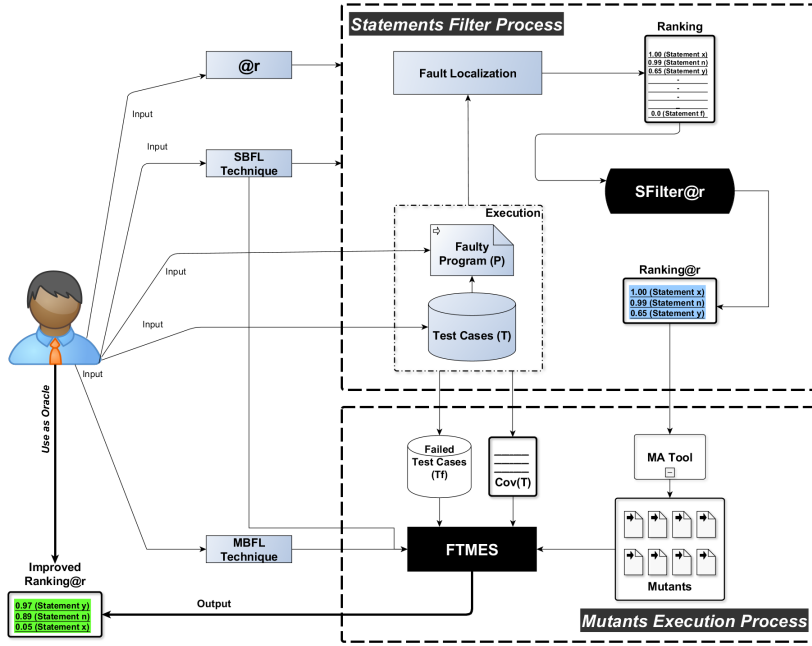 Statements Filter Process
Ranking
1.00 (Statement x)
0.99 (Statement n)
0.65 (Statement y)
-
-
-
0.0 (Statement f)
@r
Fault Localization
Input
Input
SBFL
Technique
SFilter@r
Execution
Faulty
Program (P)
Input
Ranking@r
1.00 (Statement x)
0.99 (Statement n)
0.65 (Statement y)
Input
Test Cases (T)
Input
Use as Oracle
Failed
Test Cases
(Tf)
Cov(T)
MA Tool
MBFL
Technique
FTMES
Mutants
Improved
Ranking@r
0.97 (Statement y)
0.89 (Statement n)
0.05 (Statement x)
Output
Mutants Execution Process